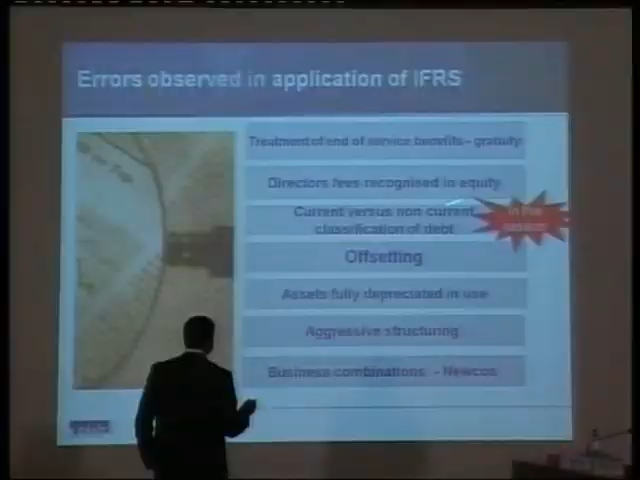 Errors observed in application of IFRS
Treatment of end of service benefits - gratuity
Directors fees recognised in equity
Current versus non current
classification of debt
In the
Offsetting
Assets fully depreciated in use
Aggressive structuring
Business combinations - Newcos